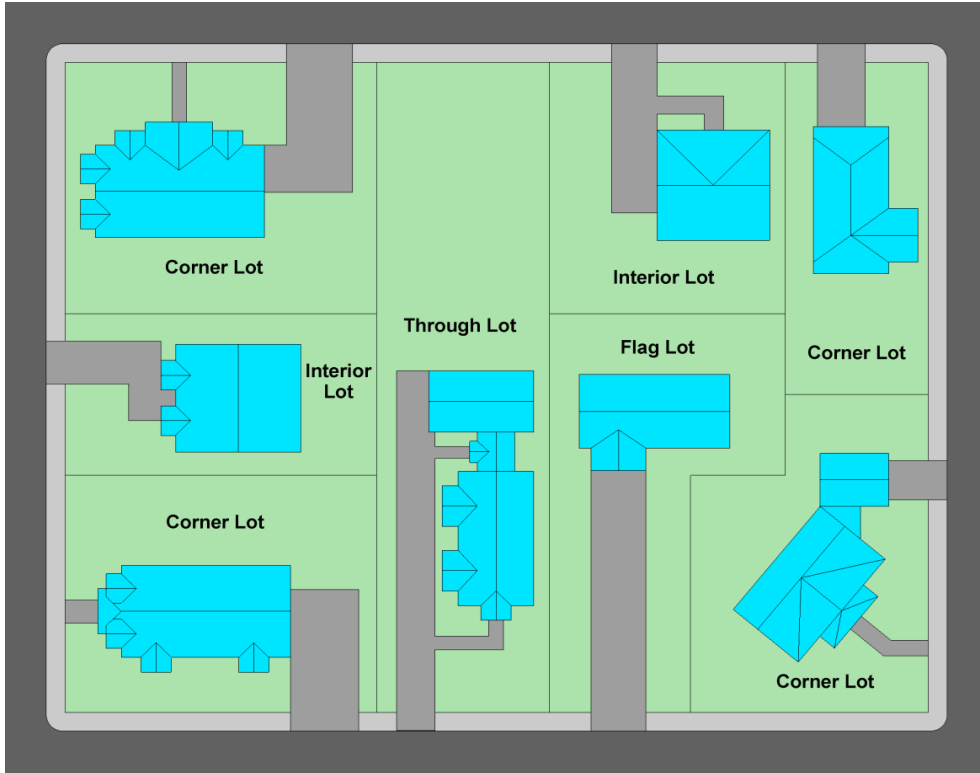 Corner Lot
Interior Lot
Through Lot
Flag Lot
Corner Lot
Interior
Lot
Corner Lot
Corner Lot